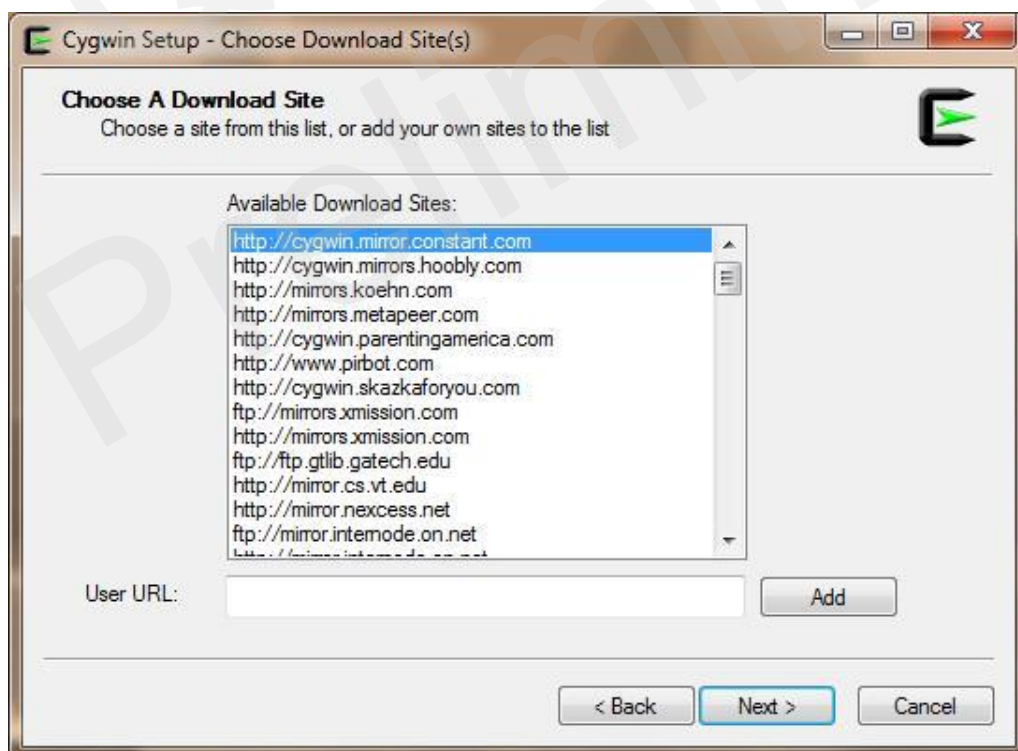 Cygwin Setup - Choose Download Site(s)
Choose A Download Site
Choose a site from this list, or add your own sites to the list
Available Download Sites:
http://cygwin.mirror.constant.com
http://cygwin.mirrors.hoobly.com
http://mirrors.koehn.com
http://mirrors.metapeer.com
http://cygwin.parentingamerica.com
http://www.pirbot.com
http://cygwin.skazkaforyou.com
ftp://mirrors.xmission.com
http://mirrors.xmission.com
ftp://ftp.gtlib.gatech.edu
http://mirror.cs.vt.edu
http://mirror.nexcess.net
ftp://mirror.internode.on.net
User URL:
Add
< Back
Next >
Cancel